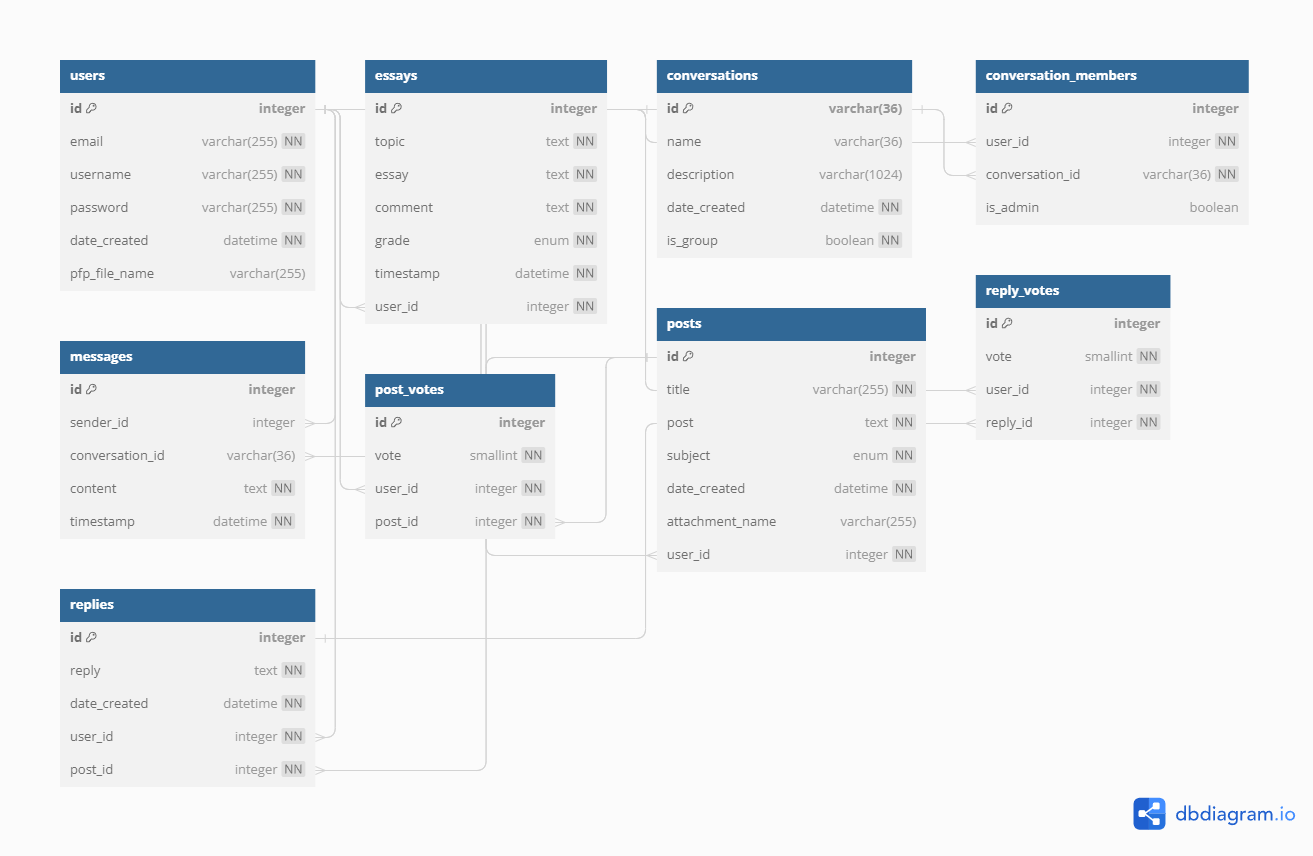 users
id integer
email varchar(255) NN
username varchar(255) NN
password varchar(255) NN
date_created datetime NN
pfp_file_name varchar(255)
essays
id integer
topic text NN
essay text NN
comment text NN
grade enum NN
timestamp datetime NN
user_id integer NN
conversations
id varchar(36)
name varchar(36)
description varchar(1024)
date_created datetime NN
is_group boolean NN
conversation_members
id integer
user_id integer NN
conversation_id varchar(36) NN
is_admin boolean
messages
id integer
sender_id integer
conversation_id varchar(36)
content text NN
timestamp datetime NN
post_votes
id integer
vote smallint NN
user_id integer NN
post_id integer NN
posts
id integer
title varchar(255) NN
post text NN
subject enum NN
date_created datetime NN
attachment_name varchar(255)
user_id integer NN
reply_votes
id integer
vote smallint NN
user_id integer NN
reply_id integer NN
replies
id integer
reply text NN
date_created datetime NN
user_id integer NN
post_id integer NN
dbdiagram.io